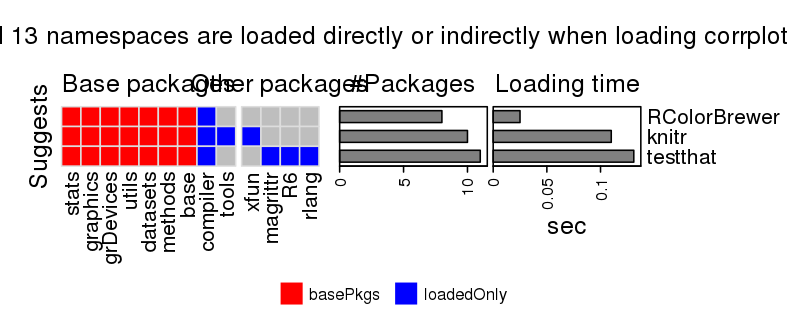 13 namespaces are loaded directly or indirectly when loading corrplot
Base packages
Other packages
#Packages
Loading time
Suggests
RColorBrewer
knitr
testthat
0
5
10
0
0.05
0.1
sec
stats
graphics
grDevices
utils
datasets
methods
base
compiler
tools
xfun
magrittr
R6
rlang
basePkgs
loadedOnly